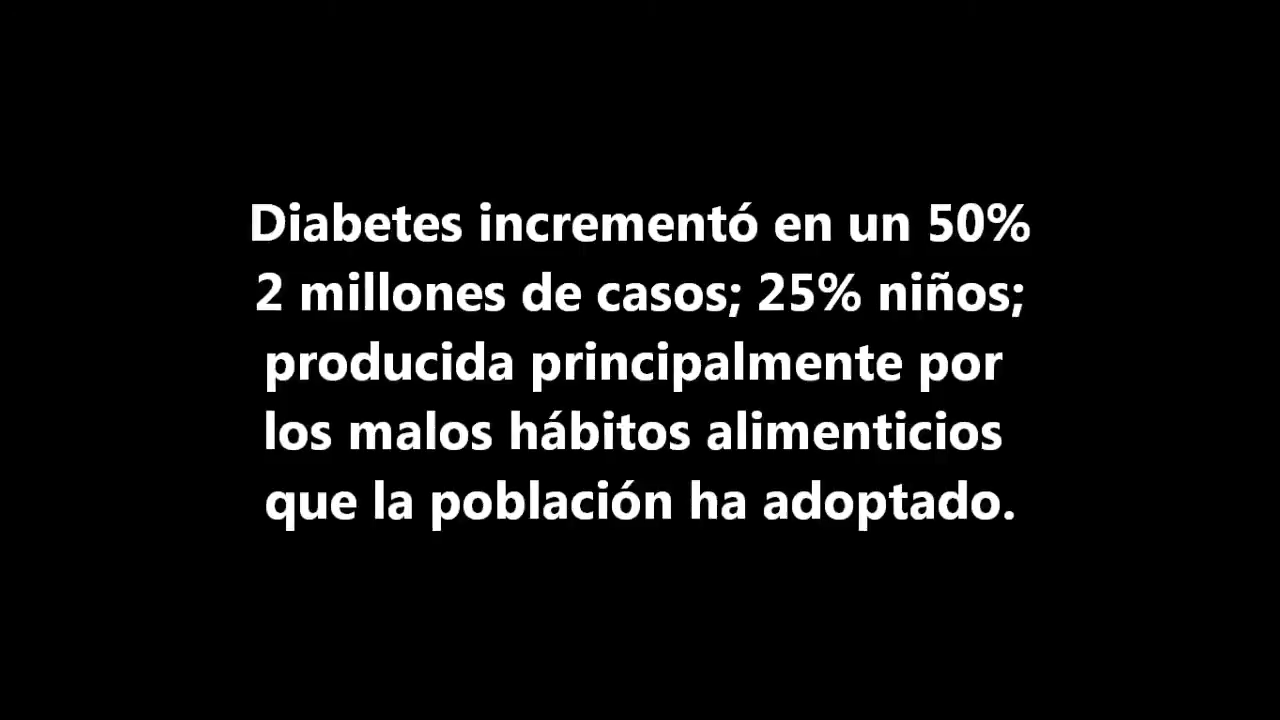 Diabetes incrementó en un 50%
2 millones de casos; 25% niños;
producida principalmente por
los malos hábitos alimenticios
que la población ha adoptado.